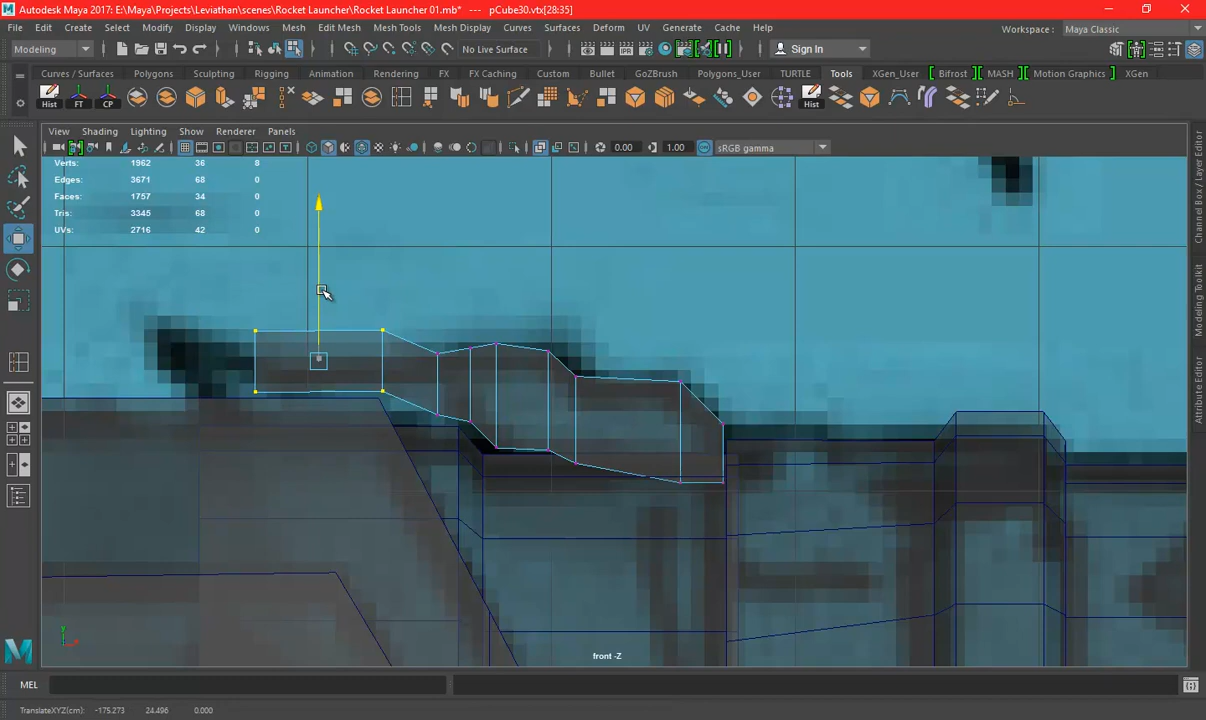 Autodesk Maya 2017: E:\Maya\Projects\Leviathan\scenes\Rocket Launcher\Rocket Launcher 01.mb* --- pCube30.vtx[28:35]
File Edit Create Select Modify Display Windows Mesh Edit Mesh Mesh Tools Mesh Display Curves Surfaces Deform UV Generate Cache Help Workspace : Maya Classic
Modeling No Live Surface Sign In
Curves / Surfaces Polygons Sculpting Rigging Animation Rendering FX FX Caching Custom Bullet GoZBrush Polygons_User TURTLE Tools XGen_User Bifrost MASH Motion Graphics XGen
Hist FT CP Hist
View Shading Lighting Show Renderer Panels
0.00 1.00 sRGB gamma
Verts: 1962 36 8
Edges: 3671 68 0
Faces: 1757 34 0
Tris: 3345 68 0
UVs: 2716 42 0
Channel Box / Layer Editor
Modeling Toolkit
Attribute Editor
y
front -Z
MEL
TranslateXYZ(cm): -175.273 24.496 0.000